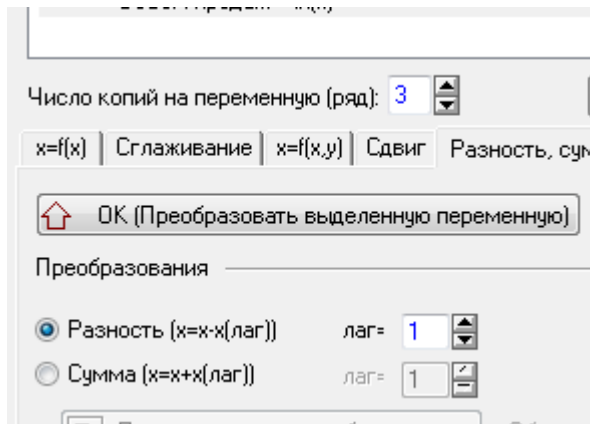 Число копий на переменную (ряд): 3
x=f(x) Сглаживание x=f(x,y) Сдвиг Разность,
OK (Преобразовать выделенную переменную)
Преобразования
Разность (x=x-x(лаг)) лаг= 1
Сумма (x=x+x(лаг)) лаг= 1